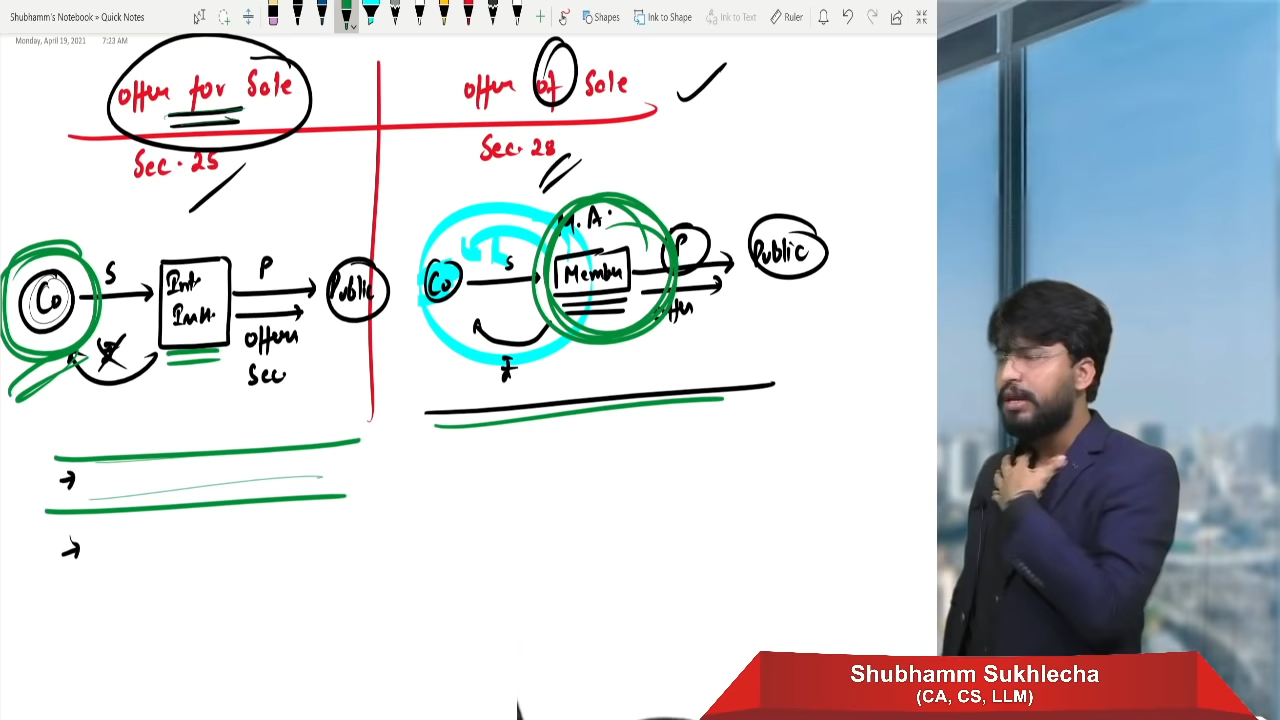 Shubhamm's Notebook > Quick Notes
Shapes
Ink to Shape
Ink to Text
Ruler
Monday, April 19, 2021
7:23 AM
Offer for Sale
Offer of Sale
Sec. 25
Sec. 28
Co
S
P
Public
Offers
Sec
M.A.
Co
S
Member
P
Public
₹
Shubhamm Sukhlecha
(CA, CS, LLM)